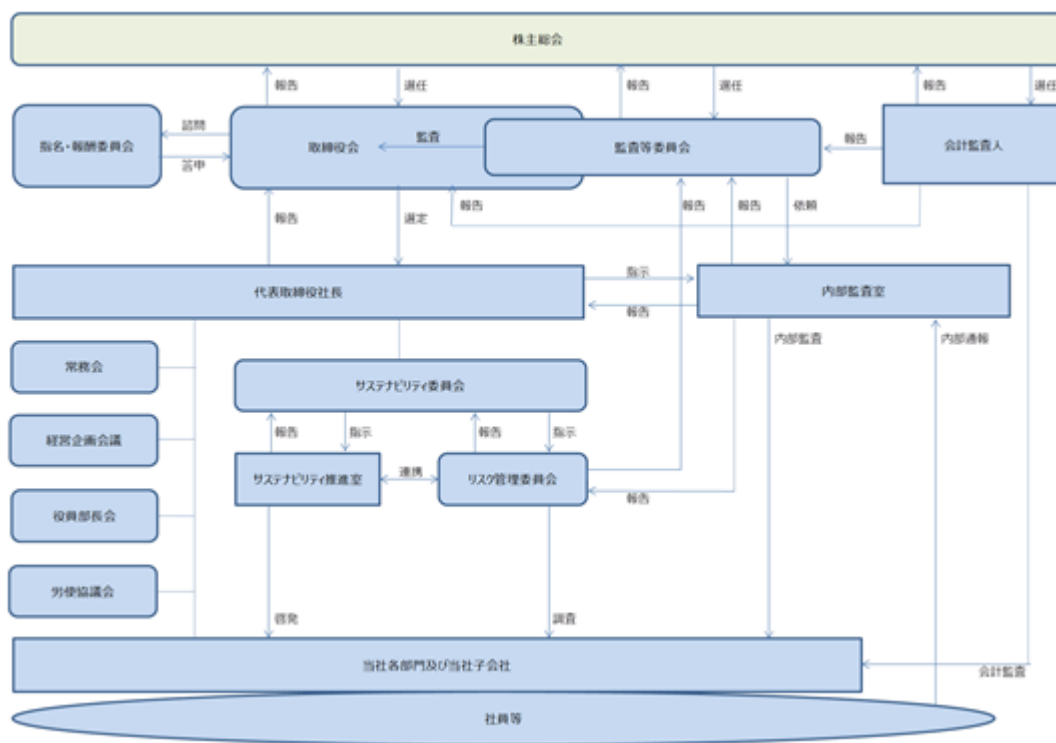 株主総会
報告
選任
報告
選任
報告
選任
指名・報酬委員会
諮問
答申
取締役会
監査
監査等委員会
報告
会計監査人
報告
選定
報告
報告
報告
依頼
代表取締役社長
指示
報告
内部監査室
常務会
経営企画会議
役員部長会
労使協議会
サステナビリティ委員会
報告
指示
報告
指示
サステナビリティ推進室
連携
リスク管理委員会
報告
内部監査
内部通報
啓発
調査
当社各部門及び当社子会社
会計監査
社員等